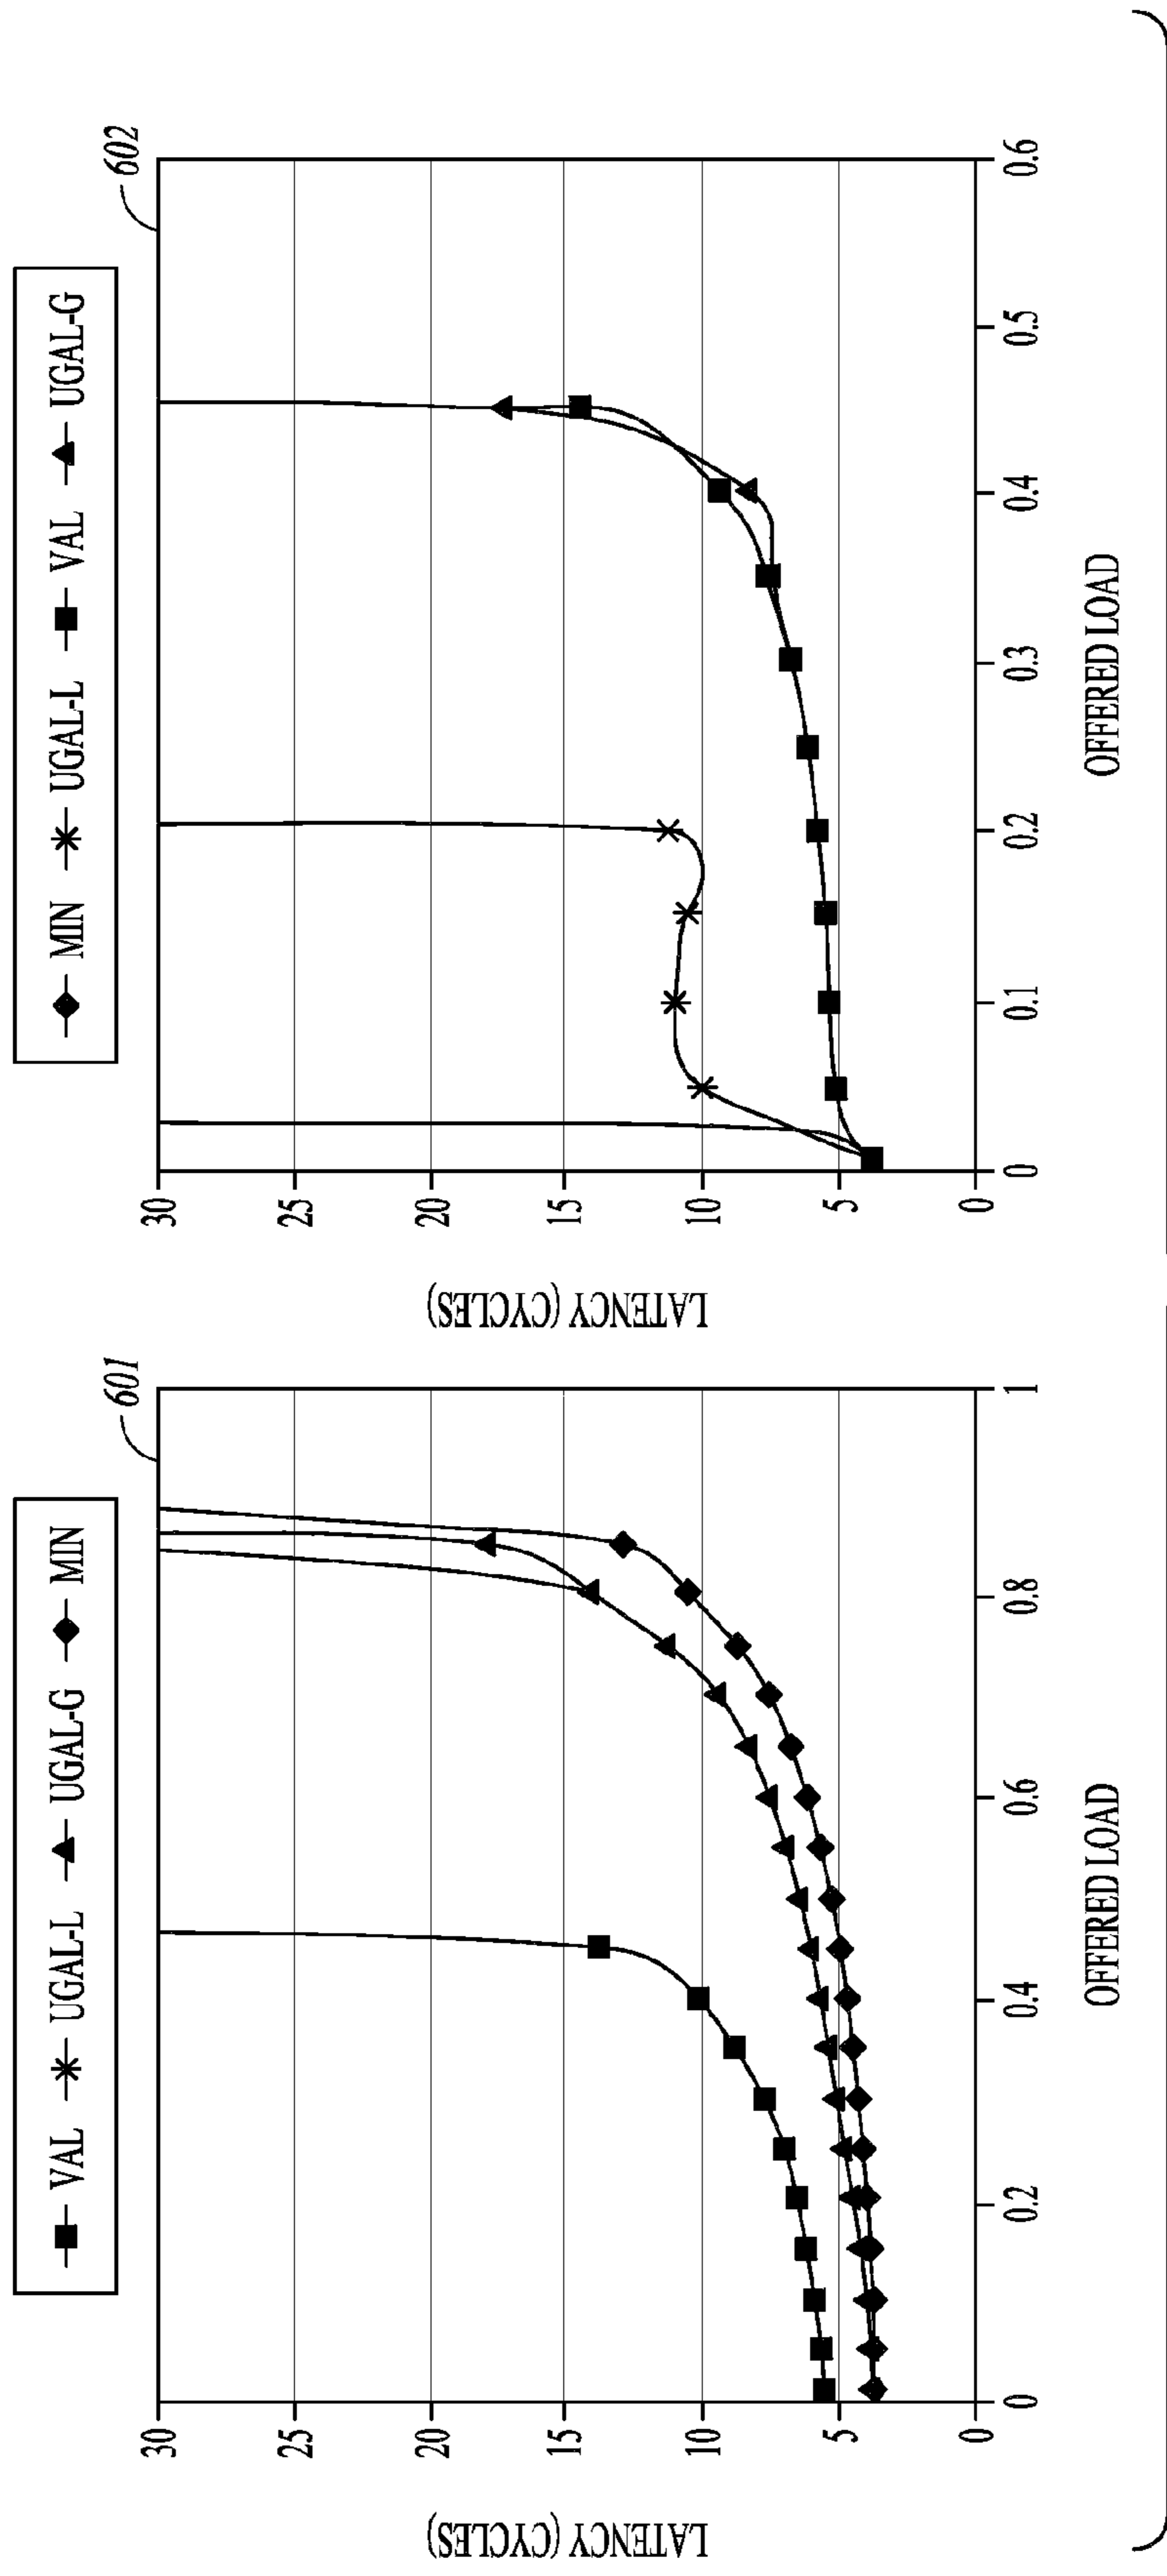 VAL UGAL-L UGAL-G MIN
601
30
25
20
15
10
5
0
LATENCY (CYCLES)
0 0.2 0.4 0.6 0.8 1
OFFERED LOAD
MIN UGAL-L VAL UGAL-G
602
30
25
20
15
10
5
0
LATENCY (CYCLES)
0 0.1 0.2 0.3 0.4 0.5 0.6
OFFERED LOAD